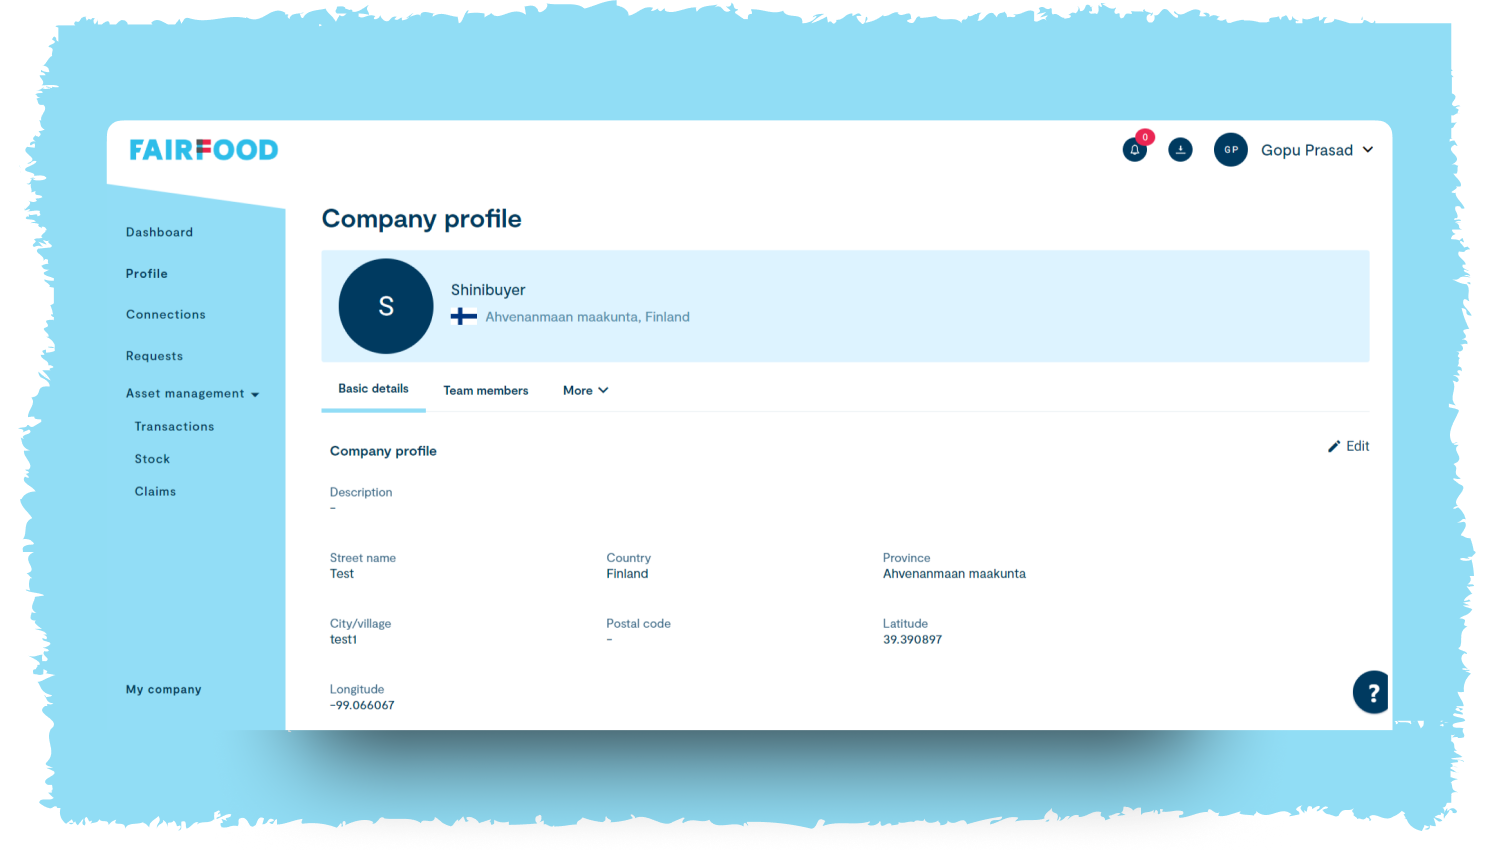 FAIRFOOD
0
GP
Gopu Prasad
Dashboard
Profile
Connections
Requests
Asset management
Transactions
Stock
Claims
My company
Company profile
S
Shinibuyer
Ahvenanmaan maakunta, Finland
Basic details
Team members
More
Company profile
Edit
Description
–
Street name
Test
Country
Finland
Province
Ahvenanmaan maakunta
City/village
test1
Postal code
–
Latitude
39.390897
Longitude
-99.066067
?